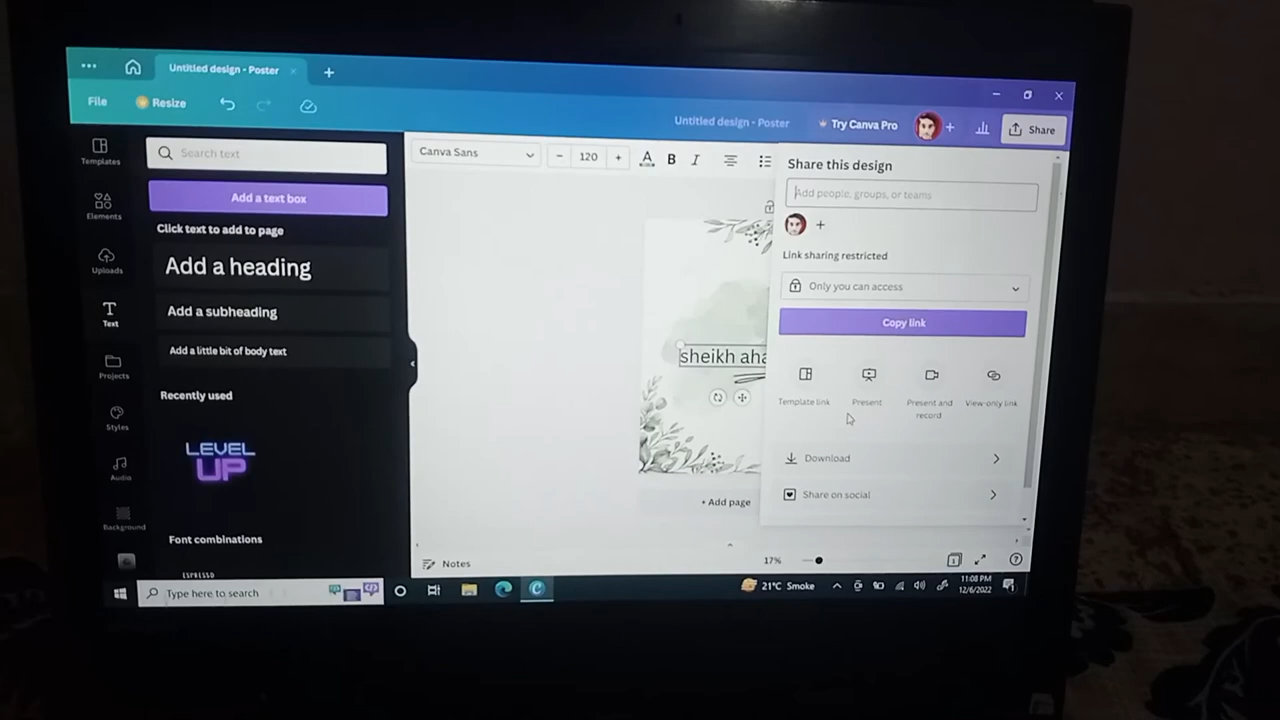 Untitled design - Poster
File
Resize
Untitled design - Poster
Try Canva Pro
Share
Templates
Elements
Uploads
Text
Projects
Styles
Audio
Background
Search text
Add a text box
Click text to add to page
Add a heading
Add a subheading
Add a little bit of body text
Recently used
LEVEL
UP
Font combinations
ESPRESSO
Canva Sans
120
A
B
I
sheikh aha
+ Add page
Notes
17%
1
Share this design
Add people, groups, or teams
Link sharing restricted
Only you can access
Copy link
Template link
Present
Present and
record
View-only link
Download
Share on social
Type here to search
21°C Smoke
11:08 PM
12/6/2022